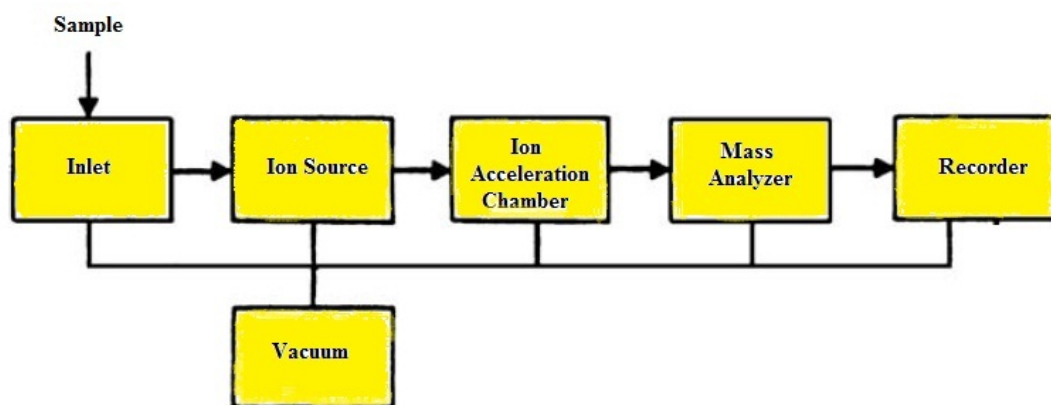 Sample
Inlet
Ion Source
Ion
Acceleration
Chamber
Mass
Analyzer
Recorder
Vacuum